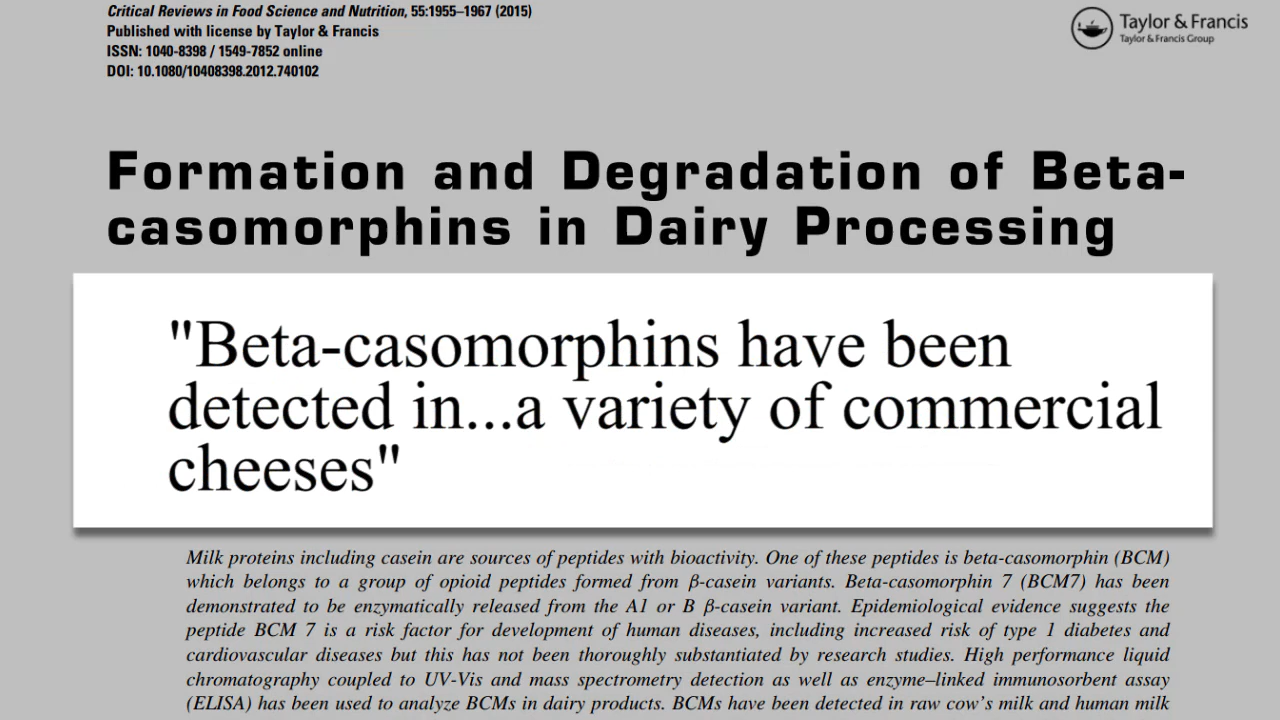 Critical Reviews in Food Science and Nutrition, 55:1955–1967 (2015)
Published with license by Taylor & Francis
ISSN: 1040-8398 / 1549-7852 online
DOI: 10.1080/10408398.2012.740102
Taylor & Francis
Taylor & Francis Group
Formation and Degradation of Beta-
casomorphins in Dairy Processing
"Beta-casomorphins have been
detected in...a variety of commercial
cheeses"
Milk proteins including casein are sources of peptides with bioactivity. One of these peptides is beta-casomorphin (BCM)
which belongs to a group of opioid peptides formed from β-casein variants. Beta-casomorphin 7 (BCM7) has been
demonstrated to be enzymatically released from the A1 or B β-casein variant. Epidemiological evidence suggests the
peptide BCM 7 is a risk factor for development of human diseases, including increased risk of type 1 diabetes and
cardiovascular diseases but this has not been thoroughly substantiated by research studies. High performance liquid
chromatography coupled to UV-Vis and mass spectrometry detection as well as enzyme–linked immunosorbent assay
(ELISA) has been used to analyze BCMs in dairy products. BCMs have been detected in raw cow's milk and human milk